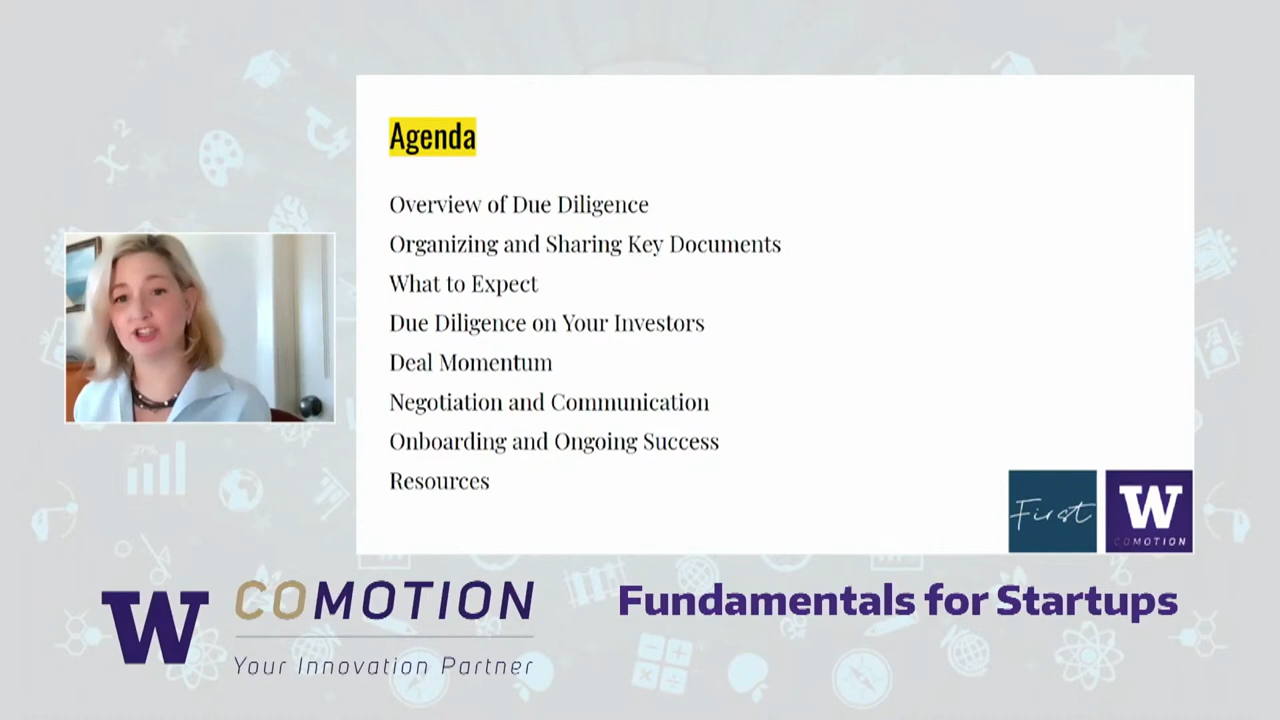 Agenda
Overview of Due Diligence
Organizing and Sharing Key Documents
What to Expect
Due Diligence on Your Investors
Deal Momentum
Negotiation and Communication
Onboarding and Ongoing Success
Resources
First
W
COMOTION
W
COMOTION
Your Innovation Partner
Fundamentals for Startups
x²